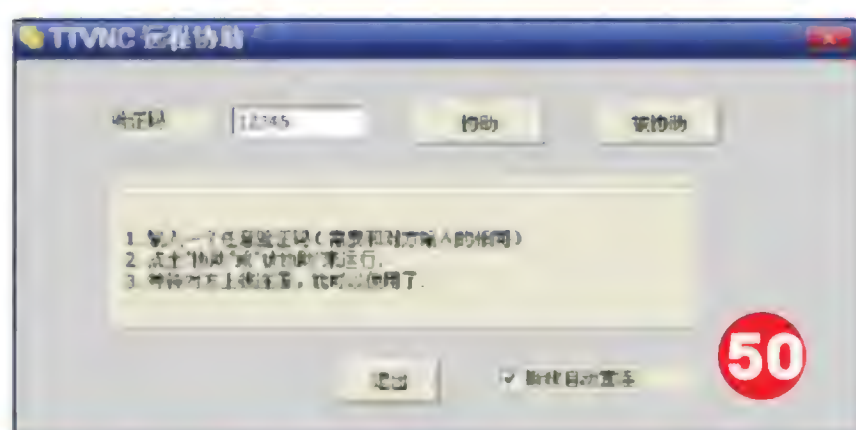 TTVNC 远程协助
验证码 12345 协助 被协助
1. 输入一个任意验证码(需要和对方输入的相同)
2. 点击"协助"或"被协助"来运行.
3. 等待对方上线连接, 就可以使用了.
退出 断线自动重连
50